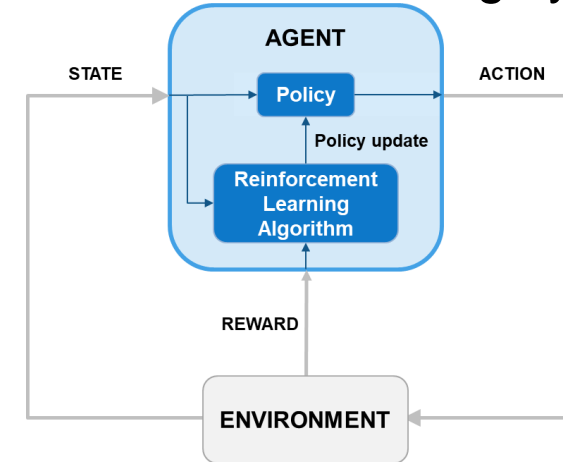 AGENT
STATE
ACTION
Policy
Policy update
Reinforcement
Learning
Algorithm
REWARD
ENVIRONMENT